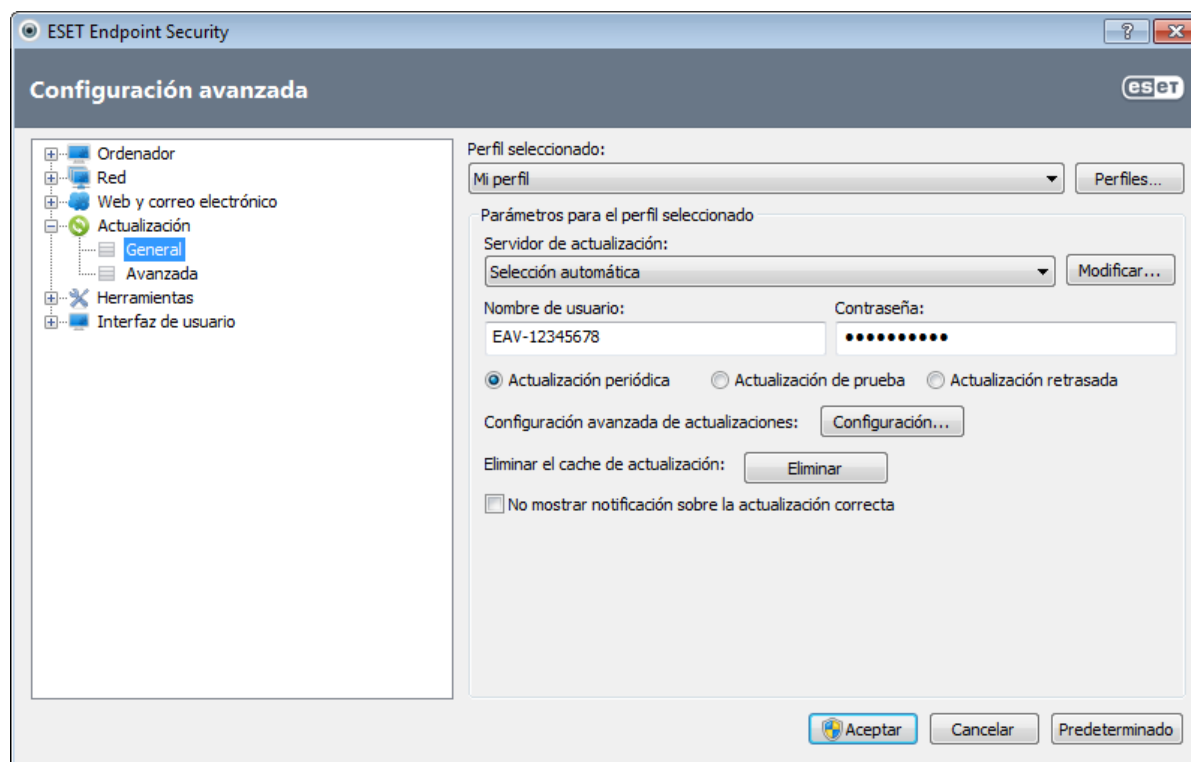 ESET Endpoint Security
Configuración avanzada
eset
Ordenador
Red
Web y correo electrónico
Actualización
General
Avanzada
Herramientas
Interfaz de usuario
Perfil seleccionado:
Mi perfil
Perfiles...
Parámetros para el perfil seleccionado
Servidor de actualización:
Selección automática
Modificar...
Nombre de usuario: Contraseña:
EAV-12345678 ●●●●●●●●●●
Actualización periódica Actualización de prueba Actualización retrasada
Configuración avanzada de actualizaciones: Configuración...
Eliminar el cache de actualización: Eliminar
No mostrar notificación sobre la actualización correcta
Aceptar Cancelar Predeterminado